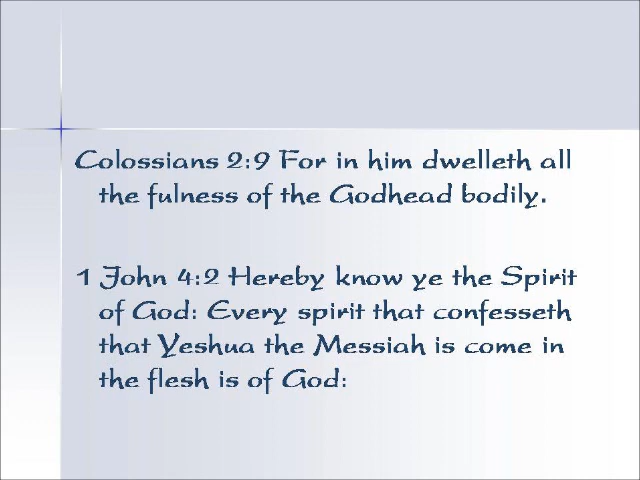 Colossians 2:9 For in him dwelleth all
the fulness of the Godhead bodily.
1 John 4:2 Hereby know ye the Spirit
of God: Every spirit that confesseth
that Yeshua the Messiah is come in
the flesh is of God: